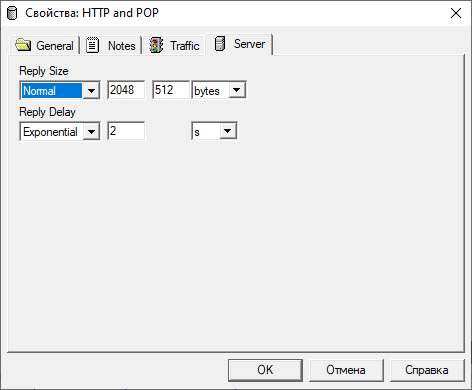 Свойства: HTTP and POP
General Notes Traffic Server
Reply Size
Normal 2048 512 bytes
Reply Delay
Exponential 2 s
OK Отмена Справка